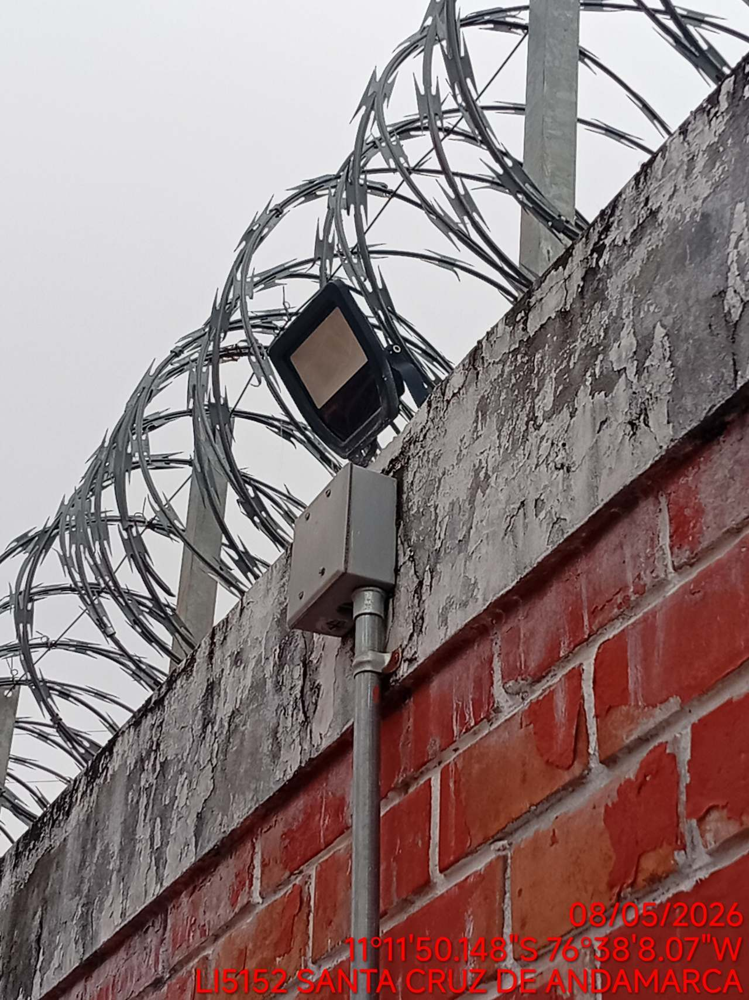 08/05/2026
11°11'50.148"S 76°38'8.07"W
LI5152 SANTA CRUZ DE ANDAMARCA